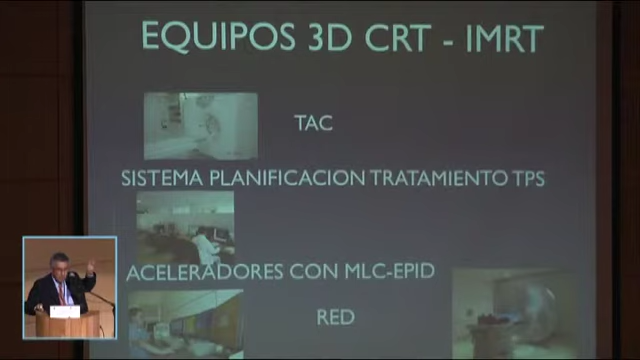 EQUIPOS 3D CRT - IMRT
TAC
SISTEMA PLANIFICACION TRATAMIENTO TPS
ACELERADORES CON MLC-EPID
RED